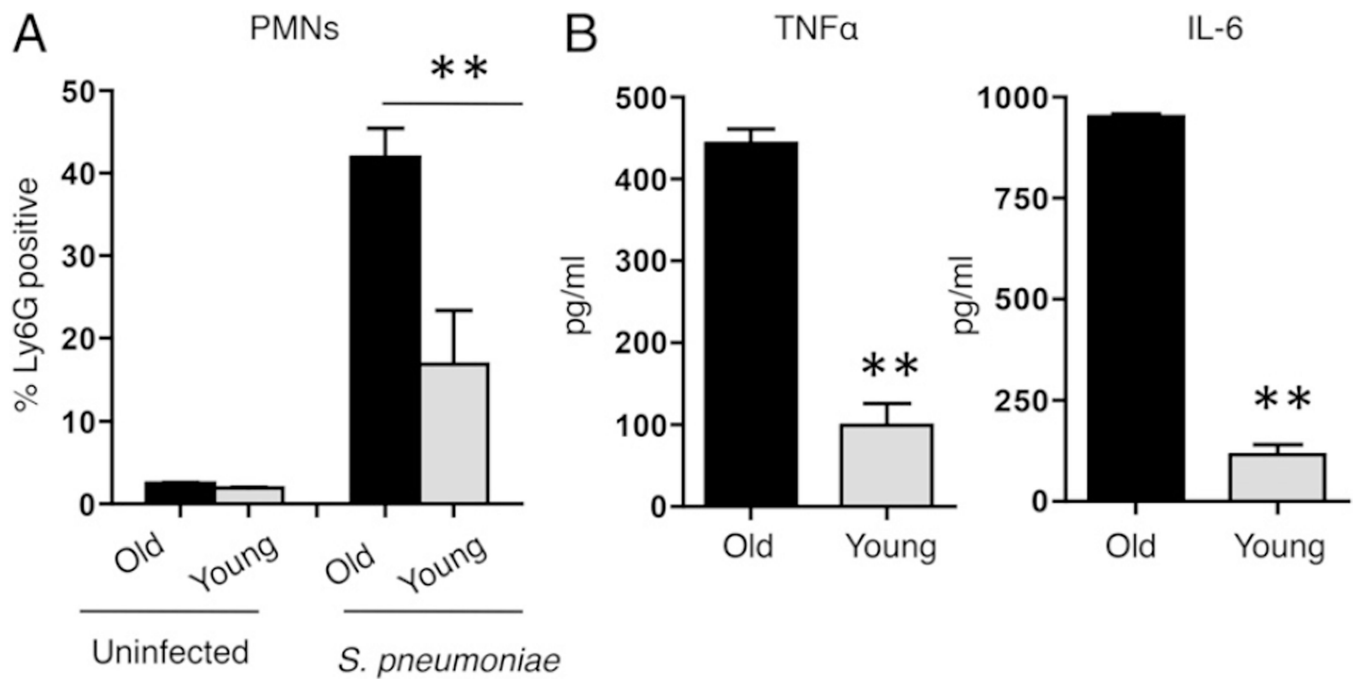 A
PMNs
% Ly6G positive
50
40
30
20
10
0
**
Old
Young
Old
Young
Uninfected
S. pneumoniae
B
TNFα
pg/ml
500
400
300
200
100
0
**
Old
Young
IL-6
pg/ml
1000
750
500
250
0
**
Old
Young